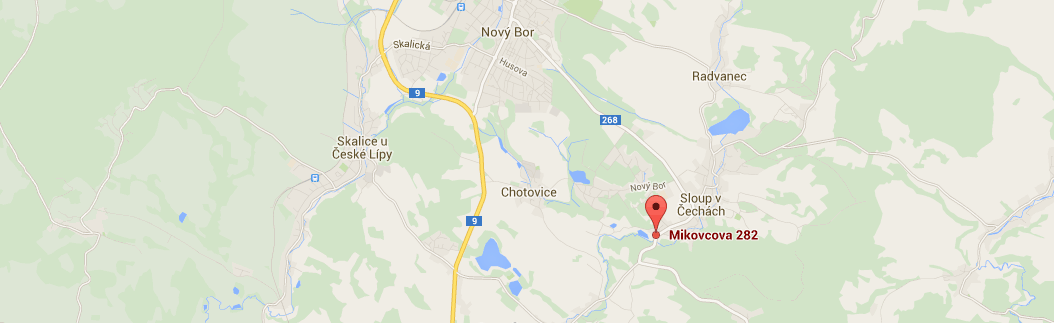 Nový Bor
Skalická
Husova
Radvanec
9
268
Skalice u
České Lípy
Nový Bor
Chotovice
Sloup v
Čechách
9
Mikovcova 282